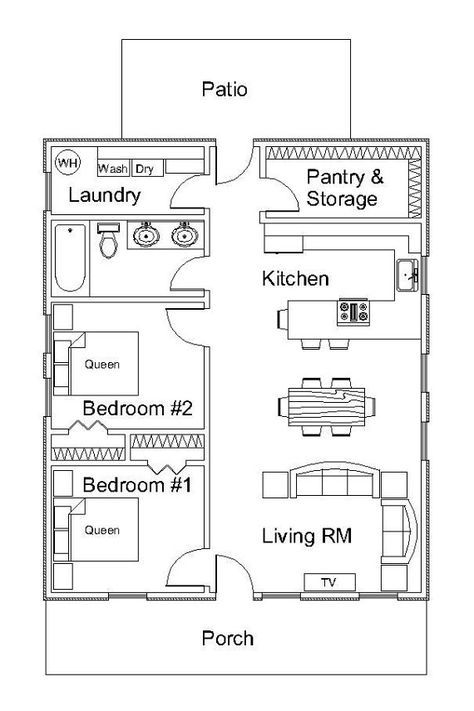 Patio
WH
Wash Dry
Laundry
Pantry &
Storage
Kitchen
Queen
Bedroom #2
Bedroom #1
Queen
Living RM
TV
Porch